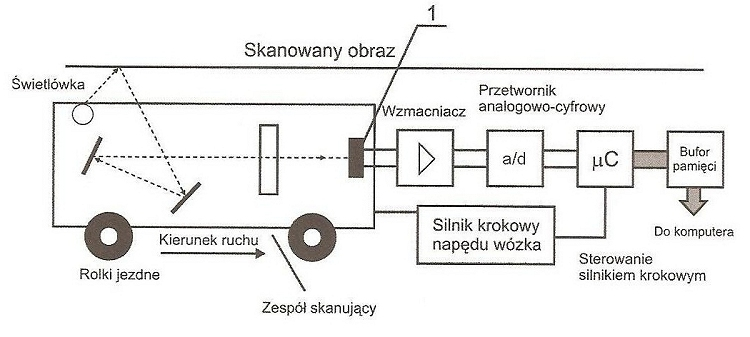 1
Skanowany obraz
Świetlówka
Przetwornik
analogowo-cyfrowy
Wzmacniacz
a/d
μC
Bufor
pamięci
Silnik krokowy
napędu wózka
Do komputera
Kierunek ruchu
Sterowanie
silnikiem krokowym
Rolki jezdne
Zespół skanujący